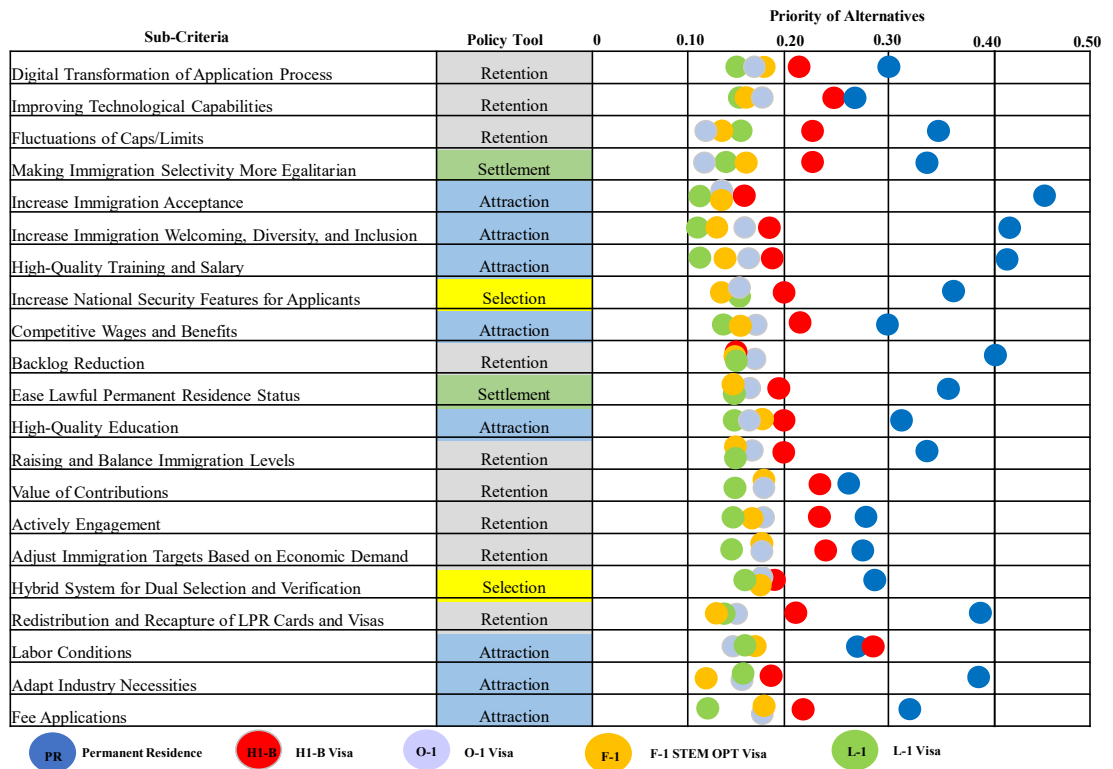 Priority of Alternatives
Sub-Criteria Policy Tool 0 0.10 0.20 0.30 0.40 0.50
Digital Transformation of Application Process Retention
Improving Technological Capabilities Retention
Fluctuations of Caps/Limits Retention
Making Immigration Selectivity More Egalitarian Settlement
Increase Immigration Acceptance Attraction
Increase Immigration Welcoming, Diversity, and Inclusion Attraction
High-Quality Training and Salary Attraction
Increase National Security Features for Applicants Selection
Competitive Wages and Benefits Attraction
Backlog Reduction Retention
Ease Lawful Permanent Residence Status Settlement
High-Quality Education Attraction
Raising and Balance Immigration Levels Retention
Value of Contributions Retention
Actively Engagement Retention
Adjust Immigration Targets Based on Economic Demand Retention
Hybrid System for Dual Selection and Verification Selection
Redistribution and Recapture of LPR Cards and Visas Retention
Labor Conditions Attraction
Adapt Industry Necessities Attraction
Fee Applications Attraction
PR Permanent Residence H1-B H1-B Visa O-1 O-1 Visa F-1 F-1 STEM OPT Visa L-1 L-1 Visa